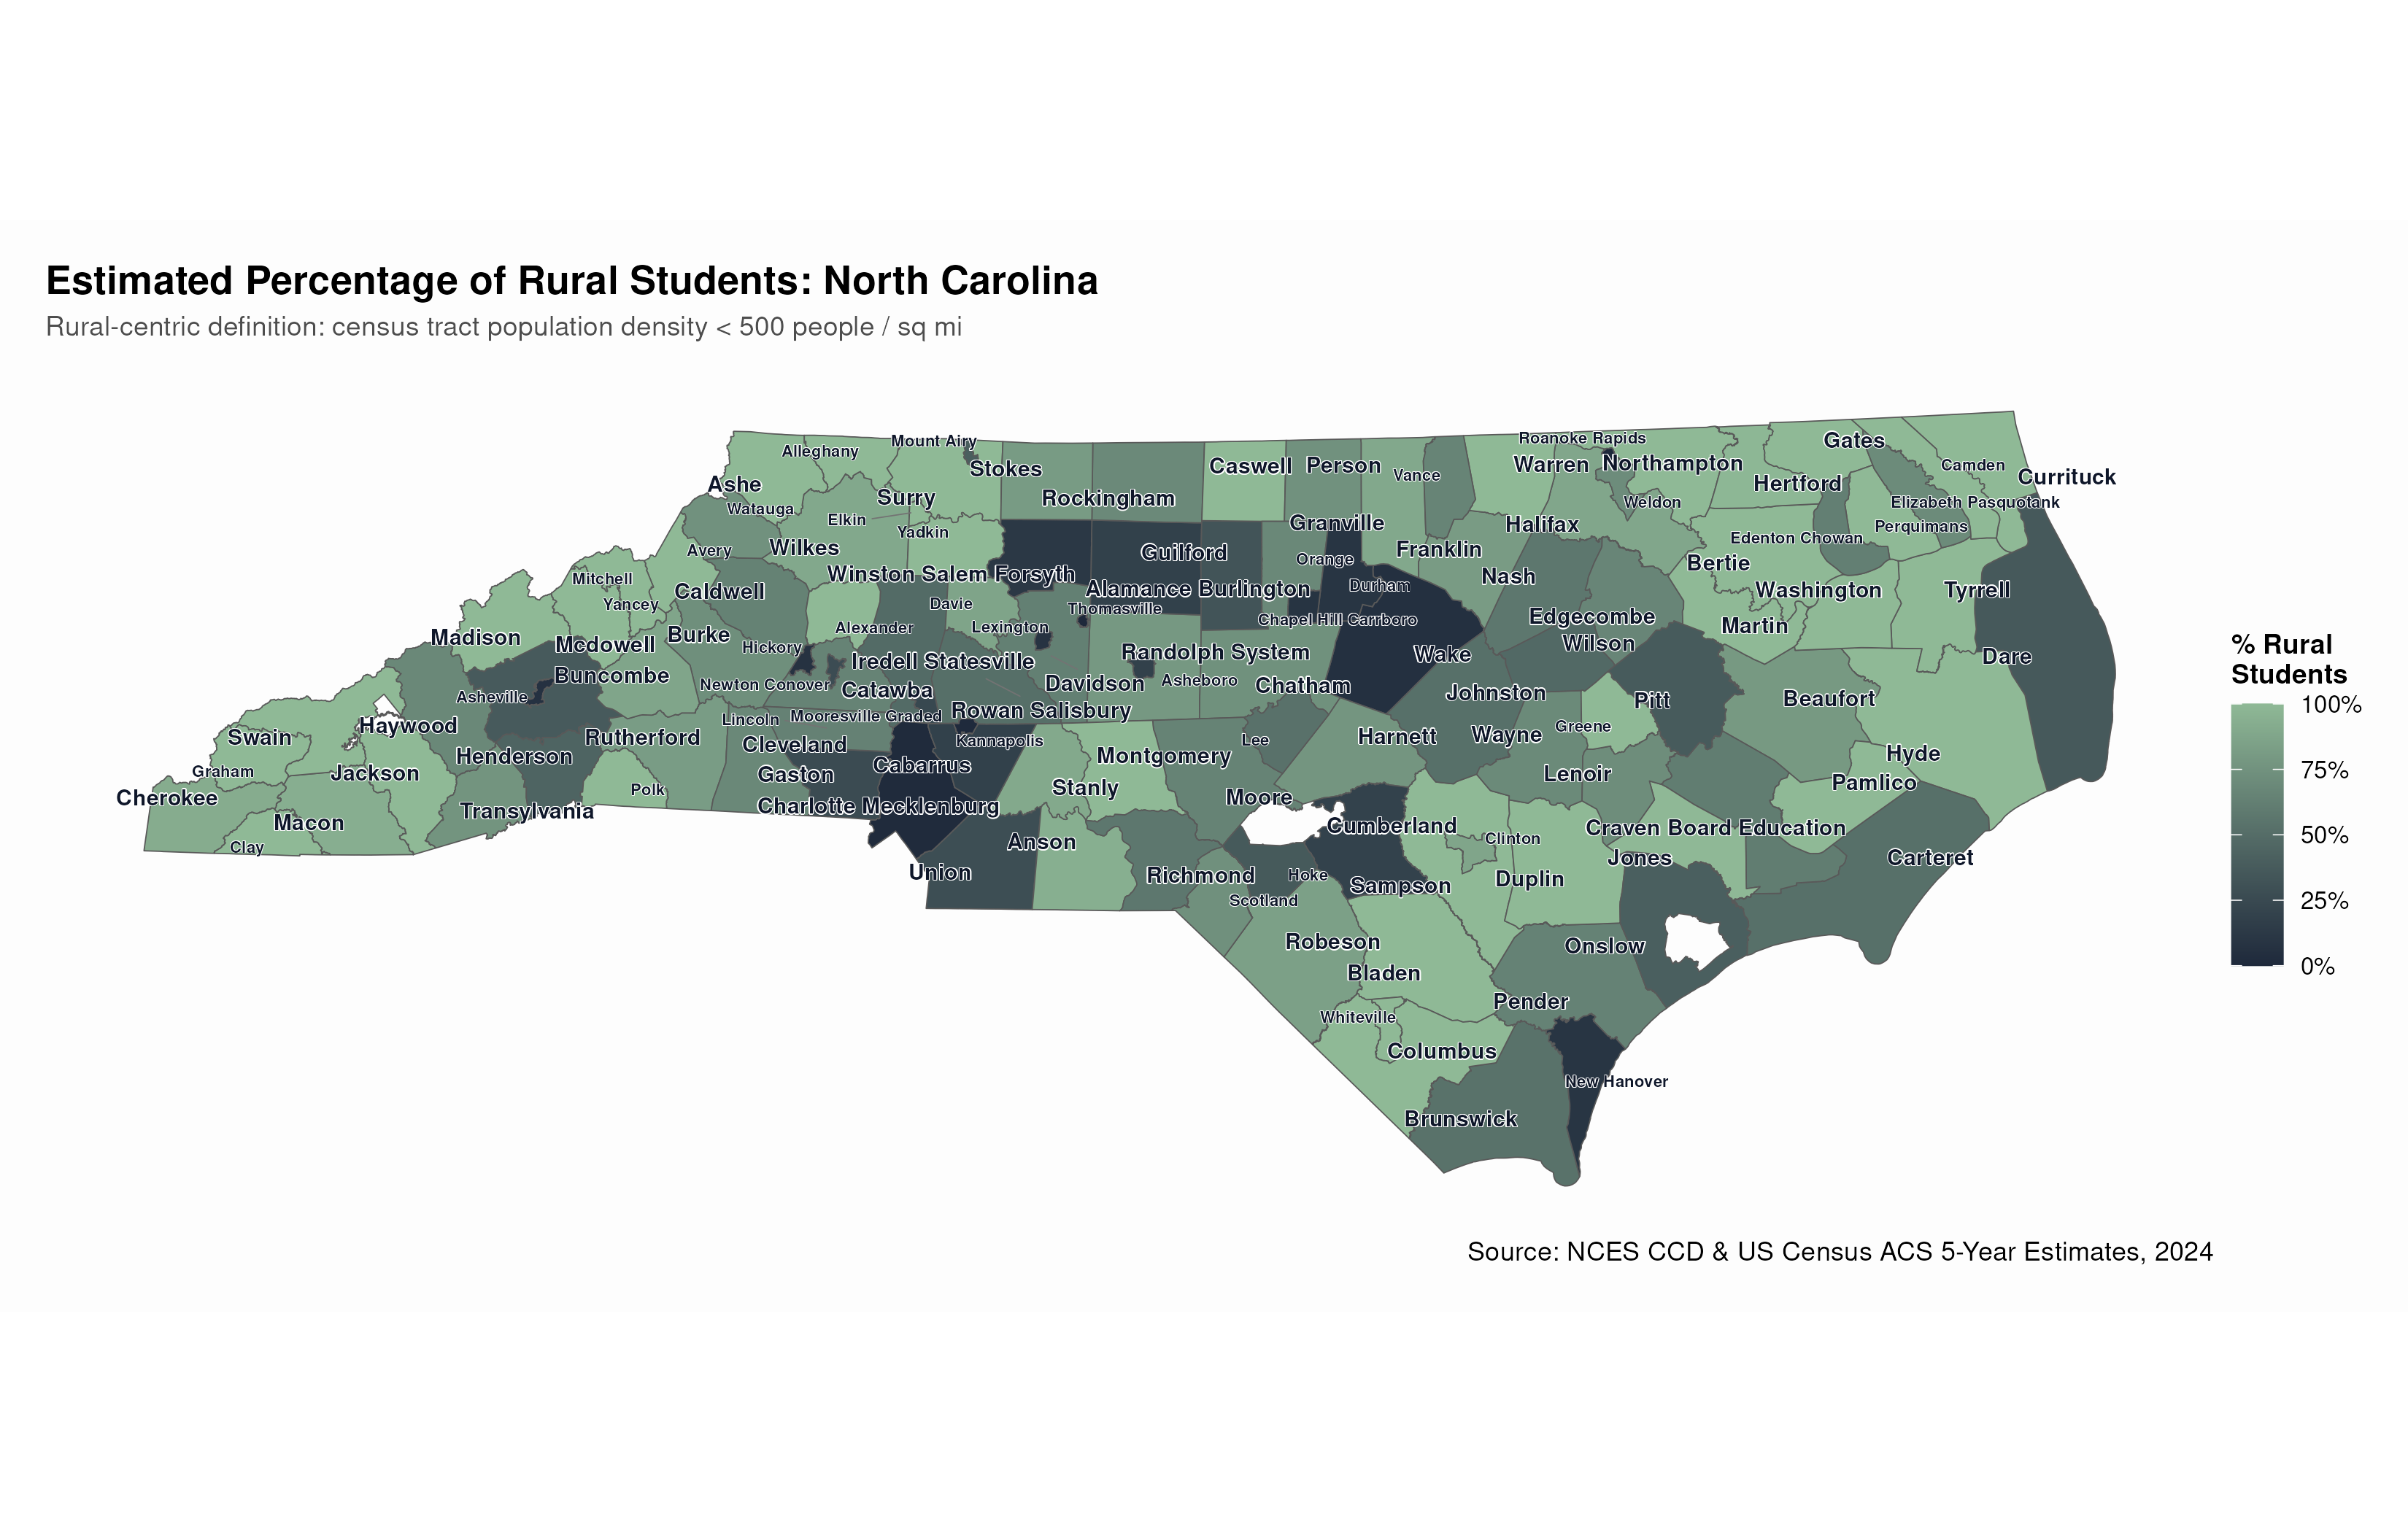 Estimated Percentage of Rural Students: North Carolina
Rural-centric definition: census tract population density < 500 people / sq mi
Alleghany
Mount Airy
Stokes
Ashe
Watauga
Surry
Elkin
Yadkin
Rockingham
Caswell
Person
Vance
Granville
Roanoke Rapids
Warren
Northampton
Weldon
Halifax
Gates
Camden
Currituck
Hertford
Elizabeth Pasquotank
Perquimans
Edenton Chowan
Bertie
Avery
Wilkes
Mitchell
Yancey
Caldwell
Winston Salem Forsyth
Guilford
Alamance Burlington
Orange
Durham
Chapel Hill Carrboro
Franklin
Nash
Washington
Tyrrell
Martin
Edgecombe
Wilson
Davie
Thomasville
Lexington
Alexander
Madison
Mcdowell
Burke
Hickory
Iredell Statesville
Randolph System
Wake
Dare
Buncombe
Asheville
Newton Conover
Catawba
Davidson
Asheboro
Chatham
Johnston
Pitt
Beaufort
Haywood
Lincoln
Mooresville Graded
Rowan Salisbury
Swain
Rutherford
Cleveland
Kannapolis
Lee
Harnett
Wayne
Greene
Henderson
Hyde
Graham
Jackson
Gaston
Cabarrus
Montgomery
Lenoir
Pamlico
Cherokee
Polk
Stanly
Moore
Transylvania
Charlotte Mecklenburg
Macon
Clay
Anson
Cumberland
Clinton
Craven Board Education
Jones
Carteret
Union
Richmond
Hoke
Sampson
Duplin
Scotland
Robeson
Onslow
Bladen
Pender
Whiteville
Columbus
New Hanover
Brunswick
% Rural
Students
100%
75%
50%
25%
0%
Source: NCES CCD & US Census ACS 5-Year Estimates, 2024